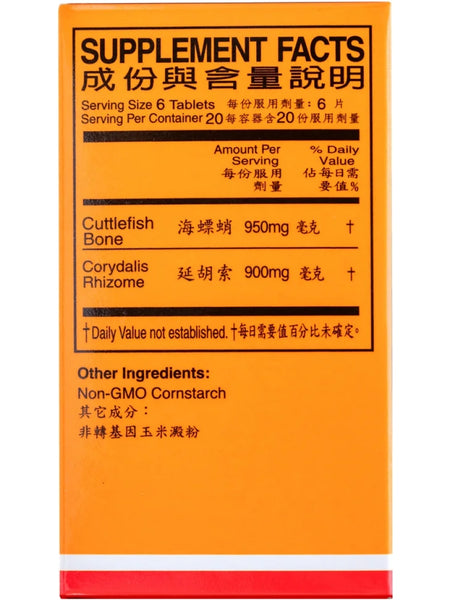 SUPPLEMENT FACTS
成份與含量說明
Serving Size 6 Tablets 每份服用劑量: 6 片
Serving Per Container 20 每容器含20份服用劑量
Amount Per Serving 每份服用劑量
% Daily Value 佔每日需要值%
Cuttlefish Bone 海螵蛸 950mg 毫克 †
Corydalis Rhizome 延胡索 900mg 毫克 †
†Daily Value not established. †每日需要值百分比未確定。
Other Ingredients:
Non-GMO Cornstarch
其它成分：
非轉基因玉米澱粉